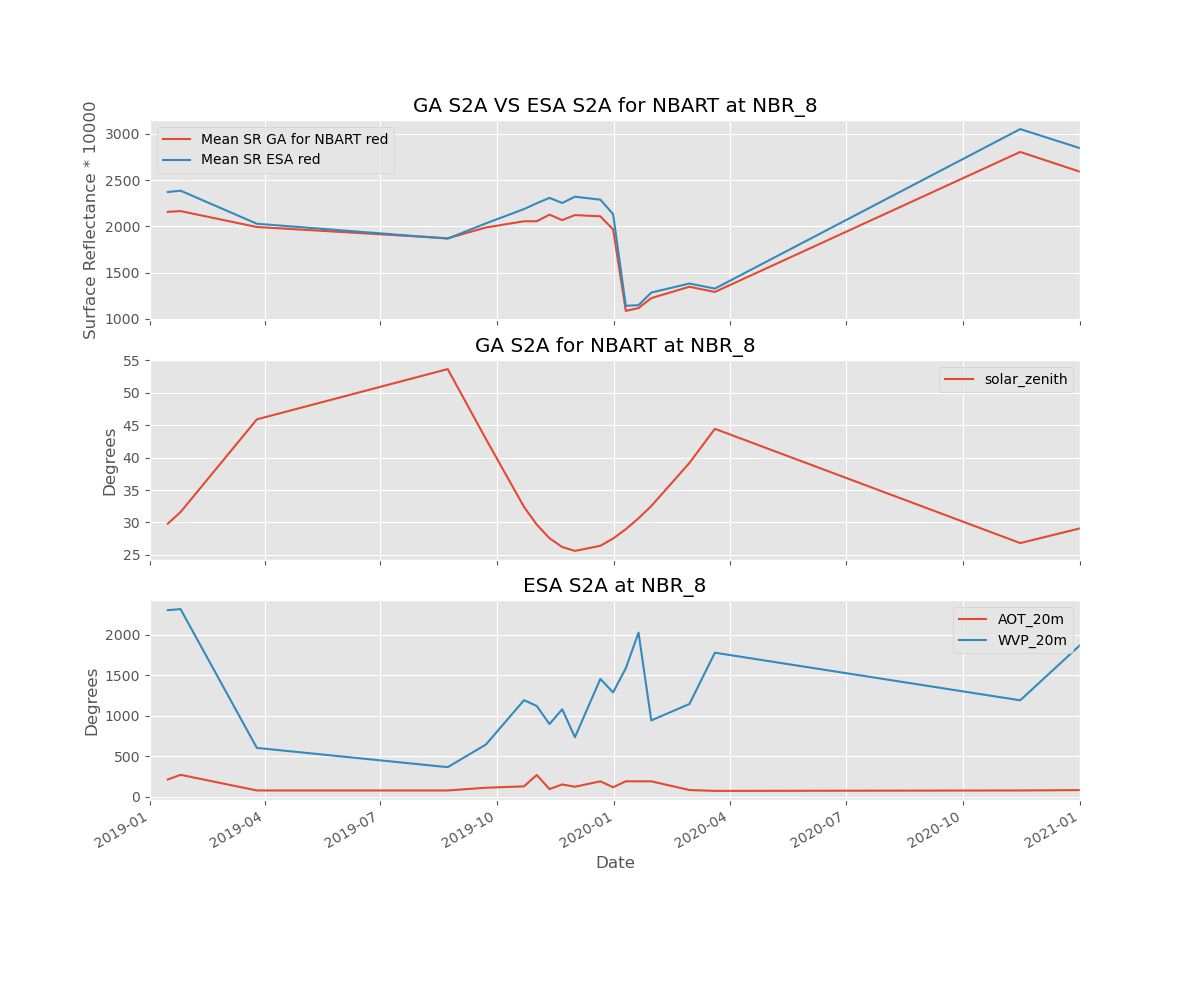 GA S2A VS ESA S2A for NBART at NBR_8
Surface Reflectance * 10000
3000
2500
2000
1500
1000
Mean SR GA for NBART red
Mean SR ESA red
GA S2A for NBART at NBR_8
Degrees
55
50
45
40
35
30
25
solar_zenith
ESA S2A at NBR_8
Degrees
2000
1500
1000
500
0
AOT_20m
WVP_20m
2019-01
2019-04
2019-07
2019-10
2020-01
2020-04
2020-07
2020-10
2021-01
Date